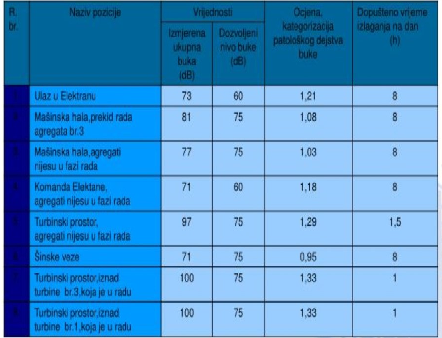 R. br. Naziv pozicije Vrijednosti Ocjena, kategorizacija patološkog dejstva buke Dopušteno vrijeme izlaganja na dan (h)
Izmjerena ukupna buka (dB) Dozvoljeni nivo buke (dB)
Ulaz u Elektranu 73 60 1,21 8
Mašinska hala,prekid rada
agregata br.3 81 75 1,08 8
Mašinska hala,agregati
nijesu u fazi rada 77 75 1,03 8
Komanda Elektane,
agregati nijesu u fazi rada 71 60 1,18 8
Turbinski prostor,
agregati nijesu u fazi rada 97 75 1,29 1,5
Šinske veze 71 75 0,95 8
Turbinski prostor,iznad
turbine br.3,koja je u radu 100 75 1,33 1
Turbinski prostor,iznad
turbine br.1,koja je u radu 100 75 1,33 1